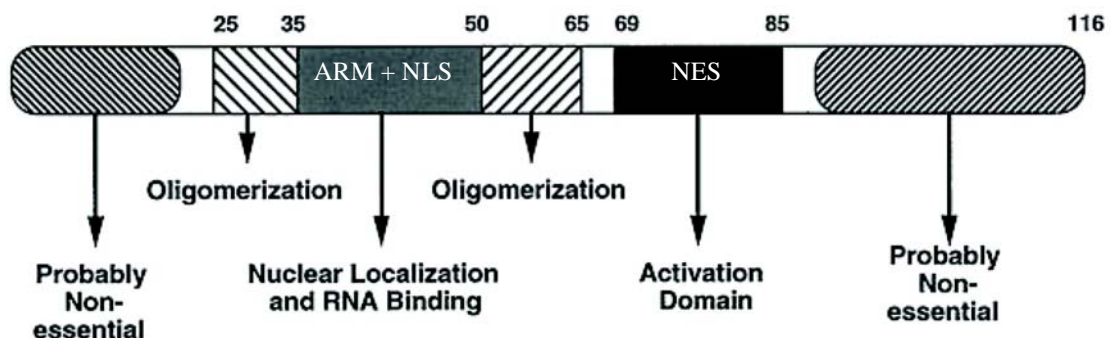 25 35 50 65 69 85 116
ARM + NLS
NES
Oligomerization
Oligomerization
Probably
Non-
essential
Nuclear Localization
and RNA Binding
Activation
Domain
Probably
Non-
essential